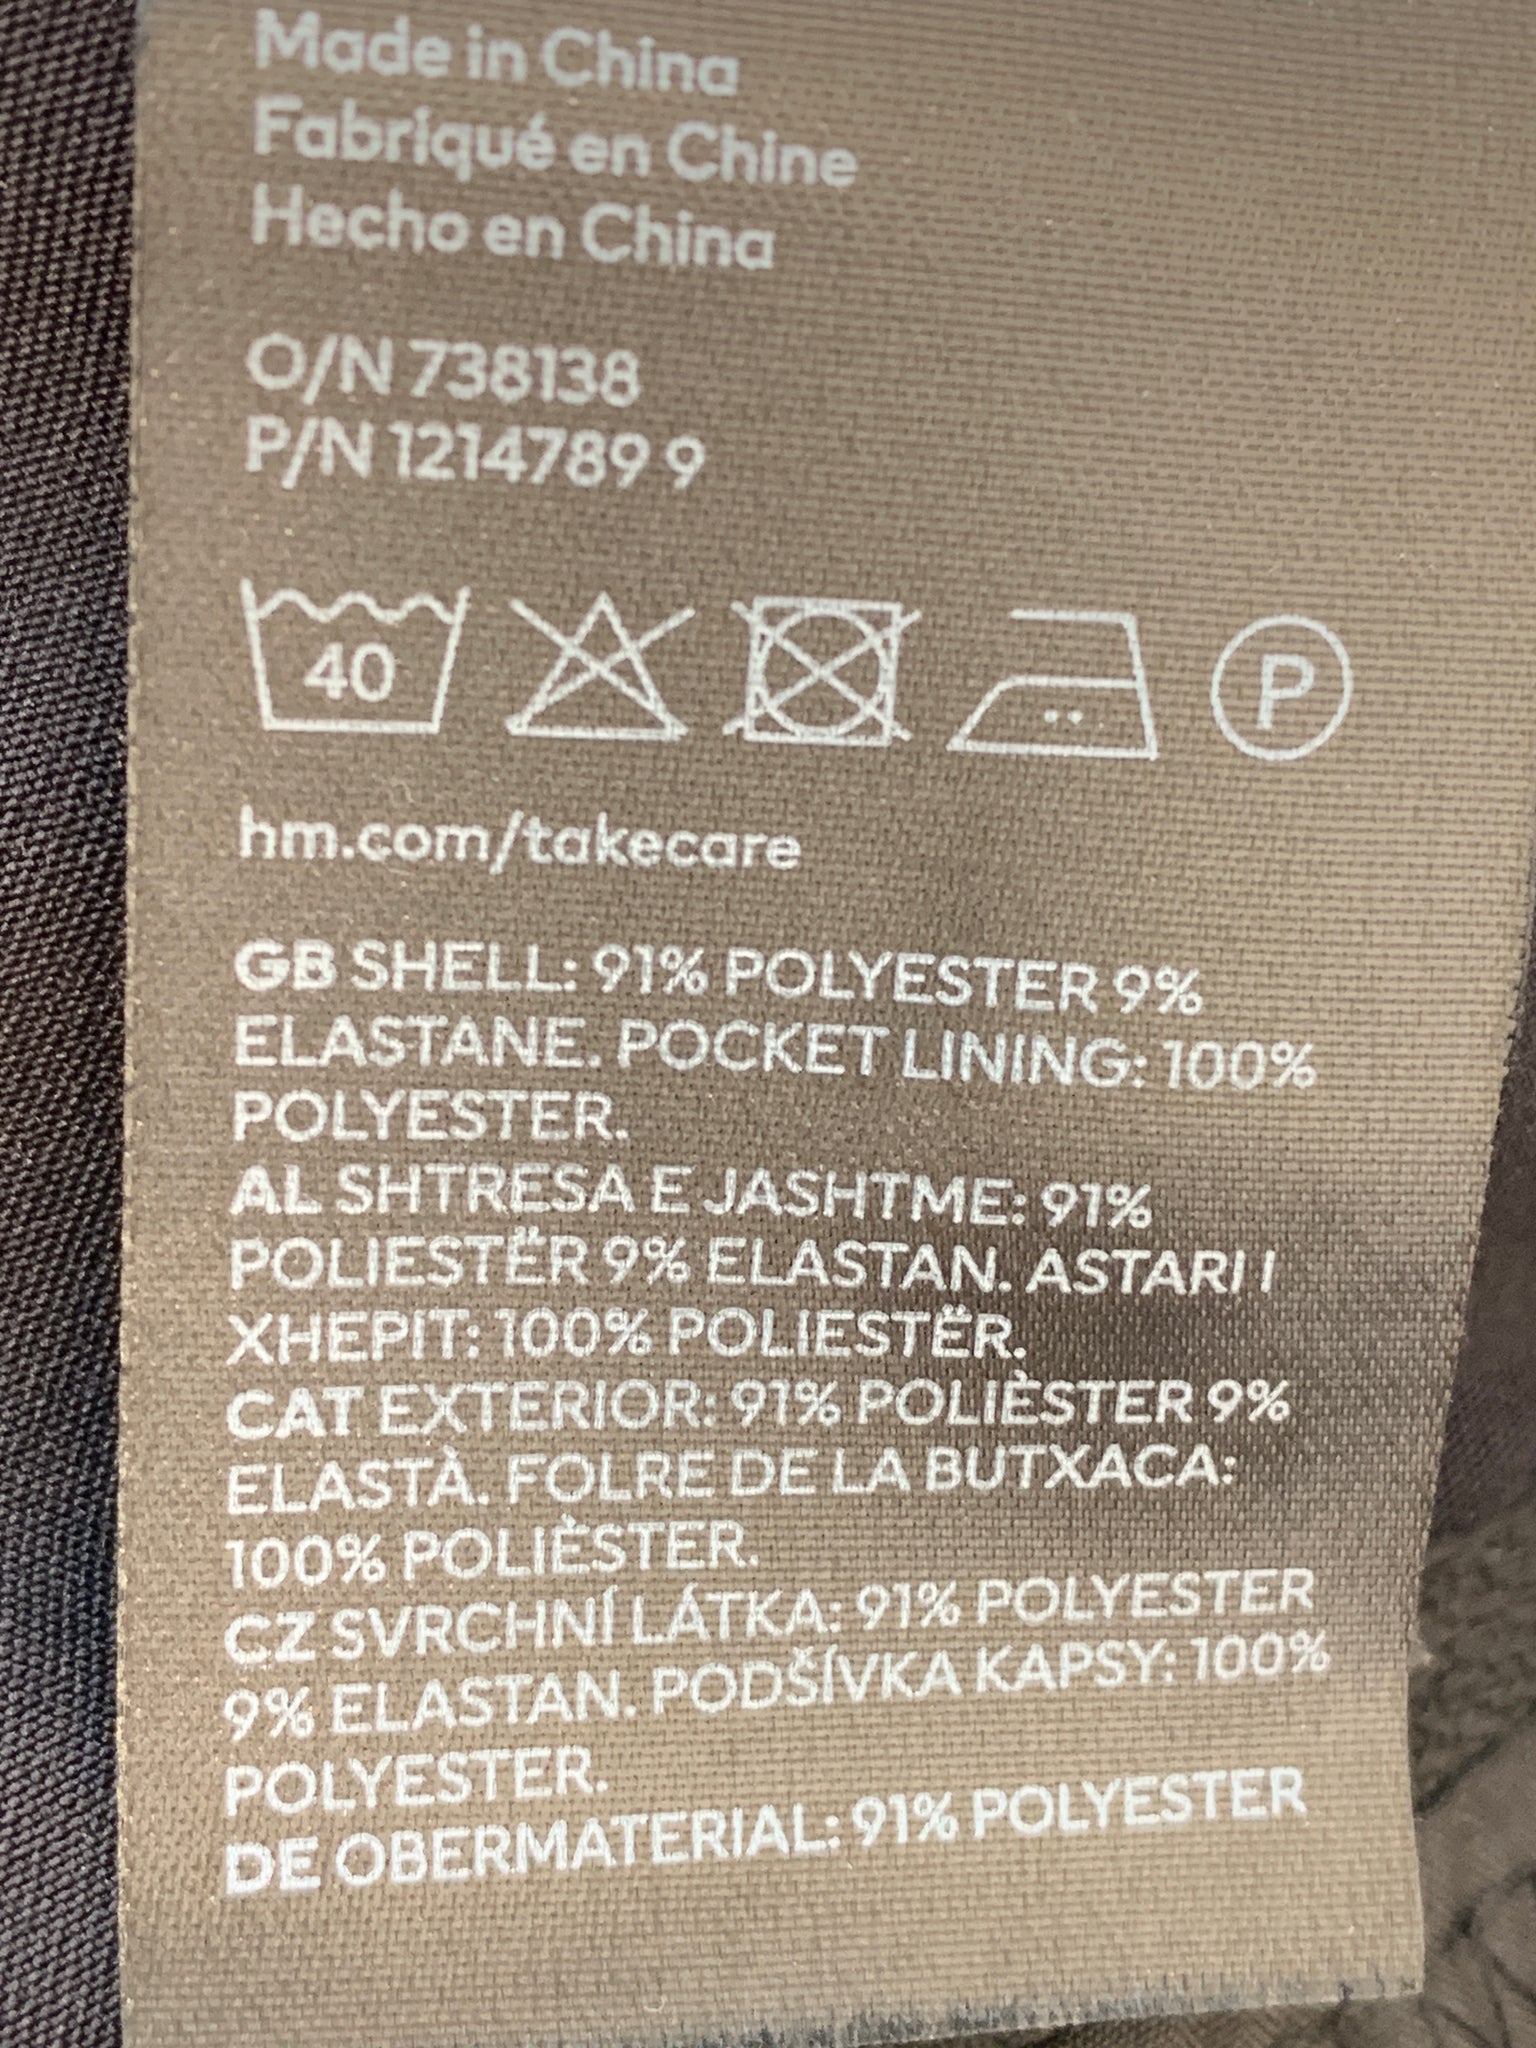 Made in China
Fabriqué en Chine
Hecho en China
O/N 738138
P/N 1214789 9
40
P
hm.com/takecare
GB SHELL: 91% POLYESTER 9%
ELASTANE. POCKET LINING: 100%
POLYESTER.
AL SHTRESA E JASHTME: 91%
POLIESTËR 9% ELASTAN. ASTARI I
XHEPIT: 100% POLIESTËR.
CAT EXTERIOR: 91% POLIÈSTER 9%
ELASTÀ. FOLRE DE LA BUTXACA:
100% POLIÈSTER.
CZ SVRCHNÍ LÁTKA: 91% POLYESTER
9% ELASTAN. PODŠÍVKA KAPSY: 100%
POLYESTER.
DE OBERMATERIAL: 91% POLYESTER